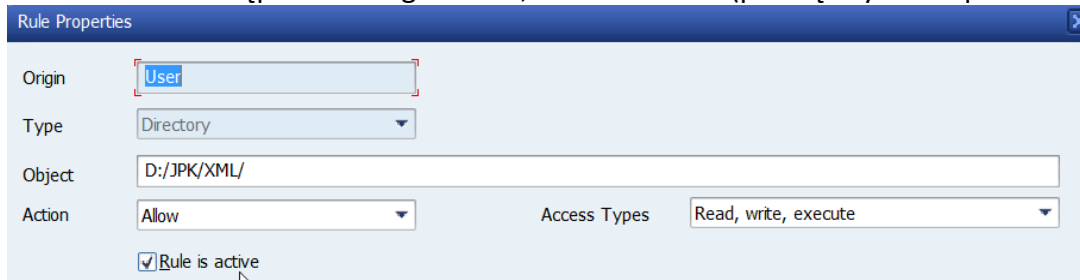 Rule Properties
Origin User
Type Directory
Object D:/JPK/XML/
Action Allow Access Types Read, write, execute
Rule is active